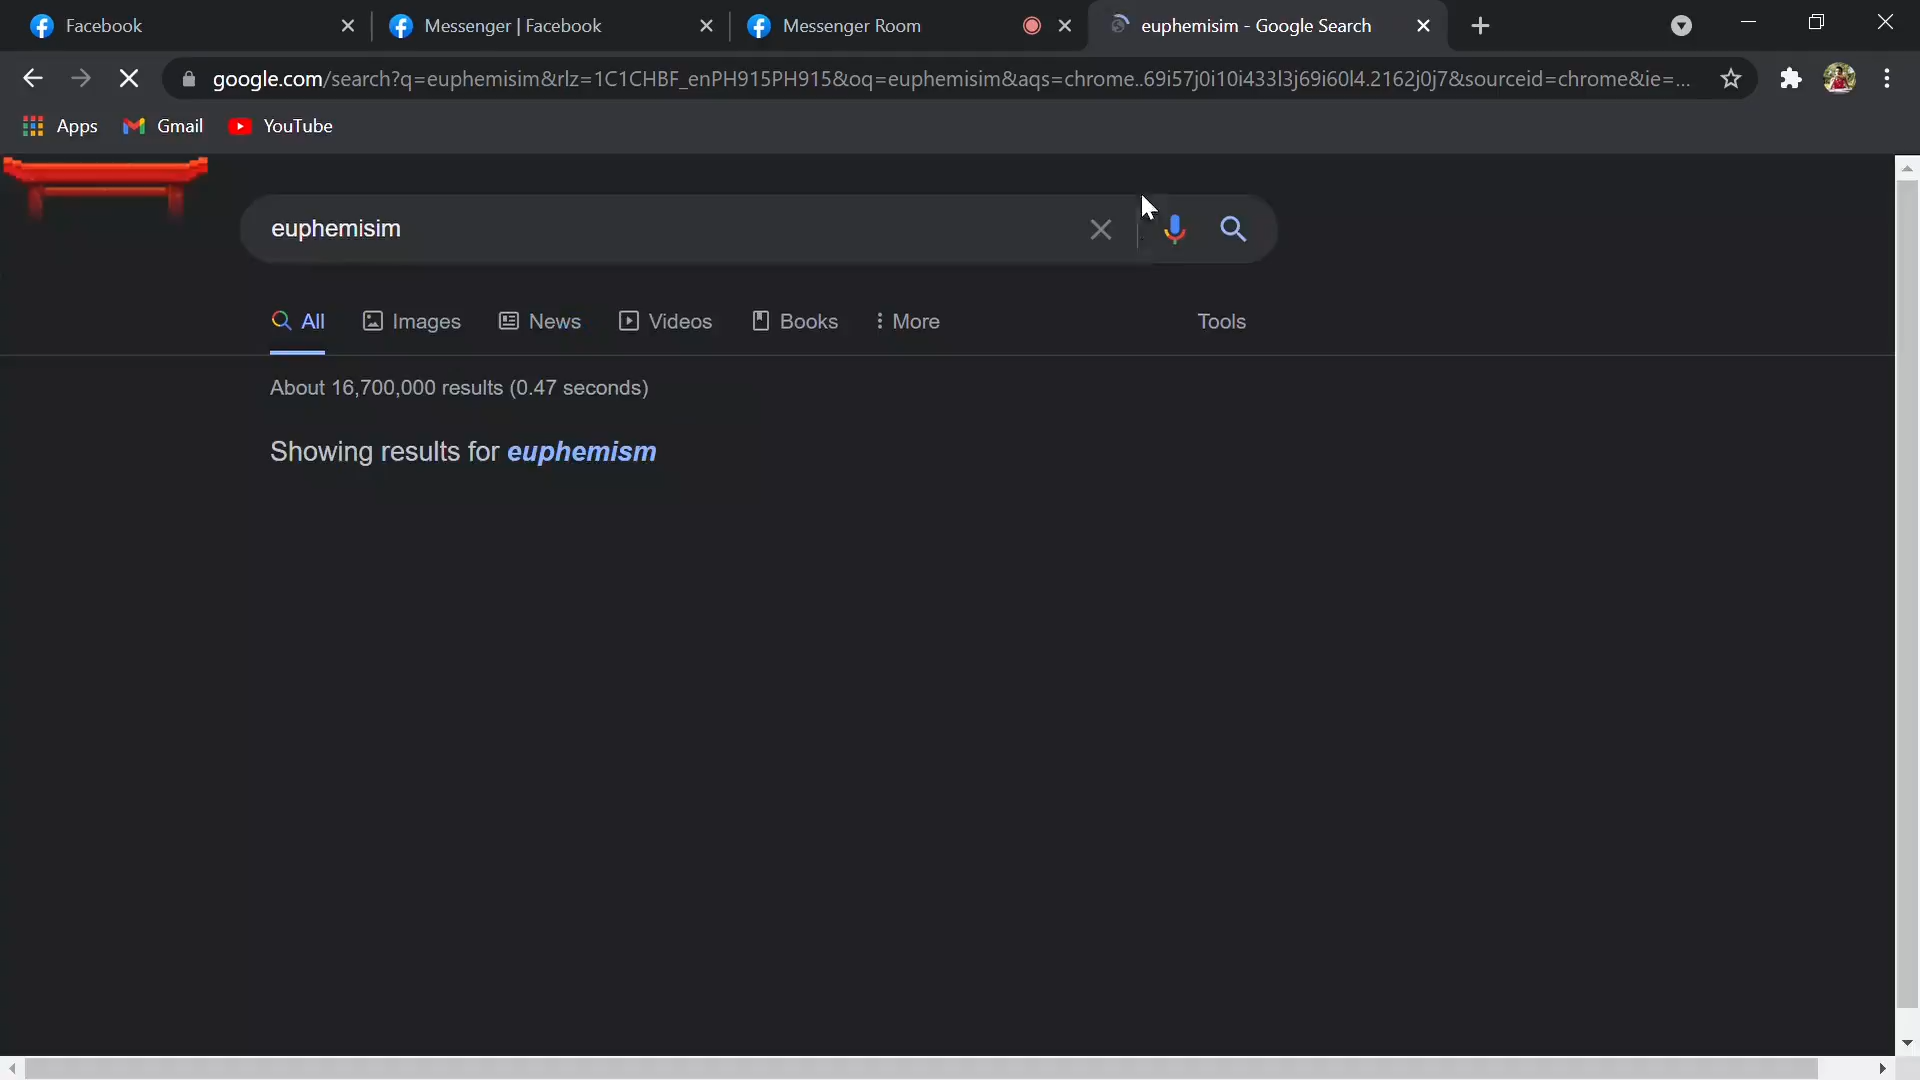 Facebook
Messenger | Facebook
Messenger Room
euphemisim - Google Search
google.com/search?q=euphemisim&rlz=1C1CHBF_enPH915PH915&oq=euphemisim&aqs=chrome..69i57j0i10i433l3j69i60l4.2162j0j7&sourceid=chrome&ie=...
Apps
Gmail
YouTube
euphemisim
All
Images
News
Videos
Books
More
Tools
About 16,700,000 results (0.47 seconds)
Showing results for euphemism